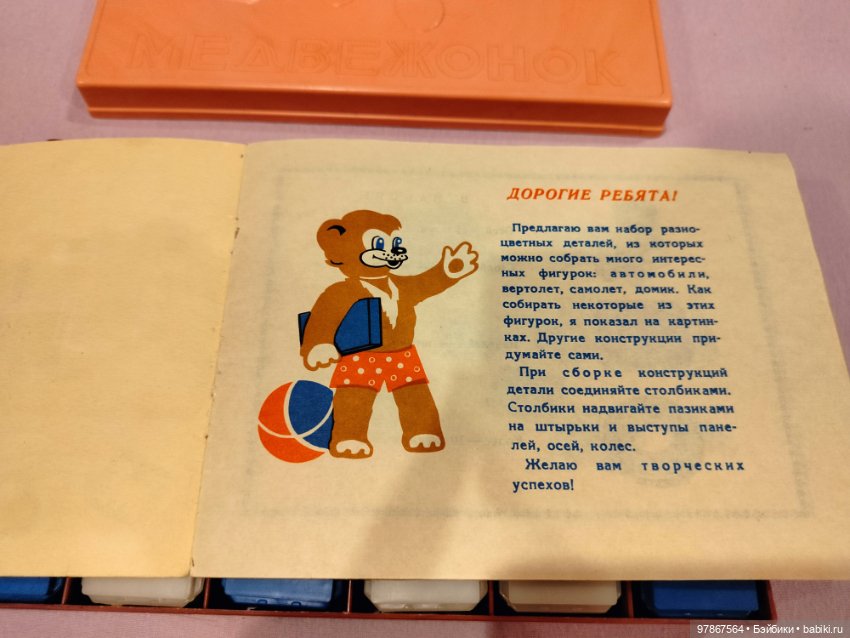 МЕДВЕЖОНОК
ДОРОГИЕ РЕБЯТА!
Предлагаю вам набор разно-
цветных деталей, из которых
можно собрать много интерес-
ных фигурок: автомобили,
вертолет, самолет, домик. Как
собирать некоторые из этих
фигурок, я показал на картин-
ках. Другие конструкции при-
думайте сами.
При сборке конструкций
детали соединяйте столбиками.
Столбики надвигайте пазиками
на штырьки и выступы пане-
лей, осей, колес.
Желаю вам творческих
успехов!
97867564 • Бэйбики • babiki.ru